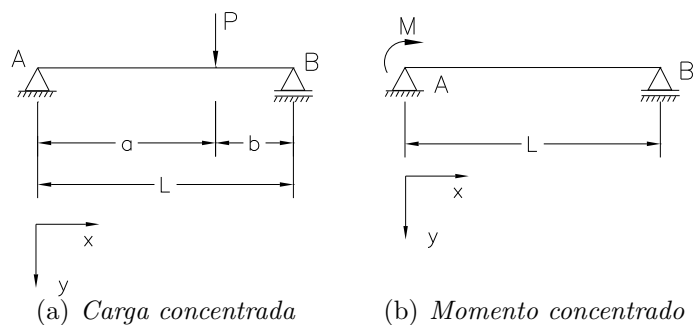 P
A
B
a
b
L
x
y
(a) Carga concentrada
M
A
B
L
x
y
(b) Momento concentrado